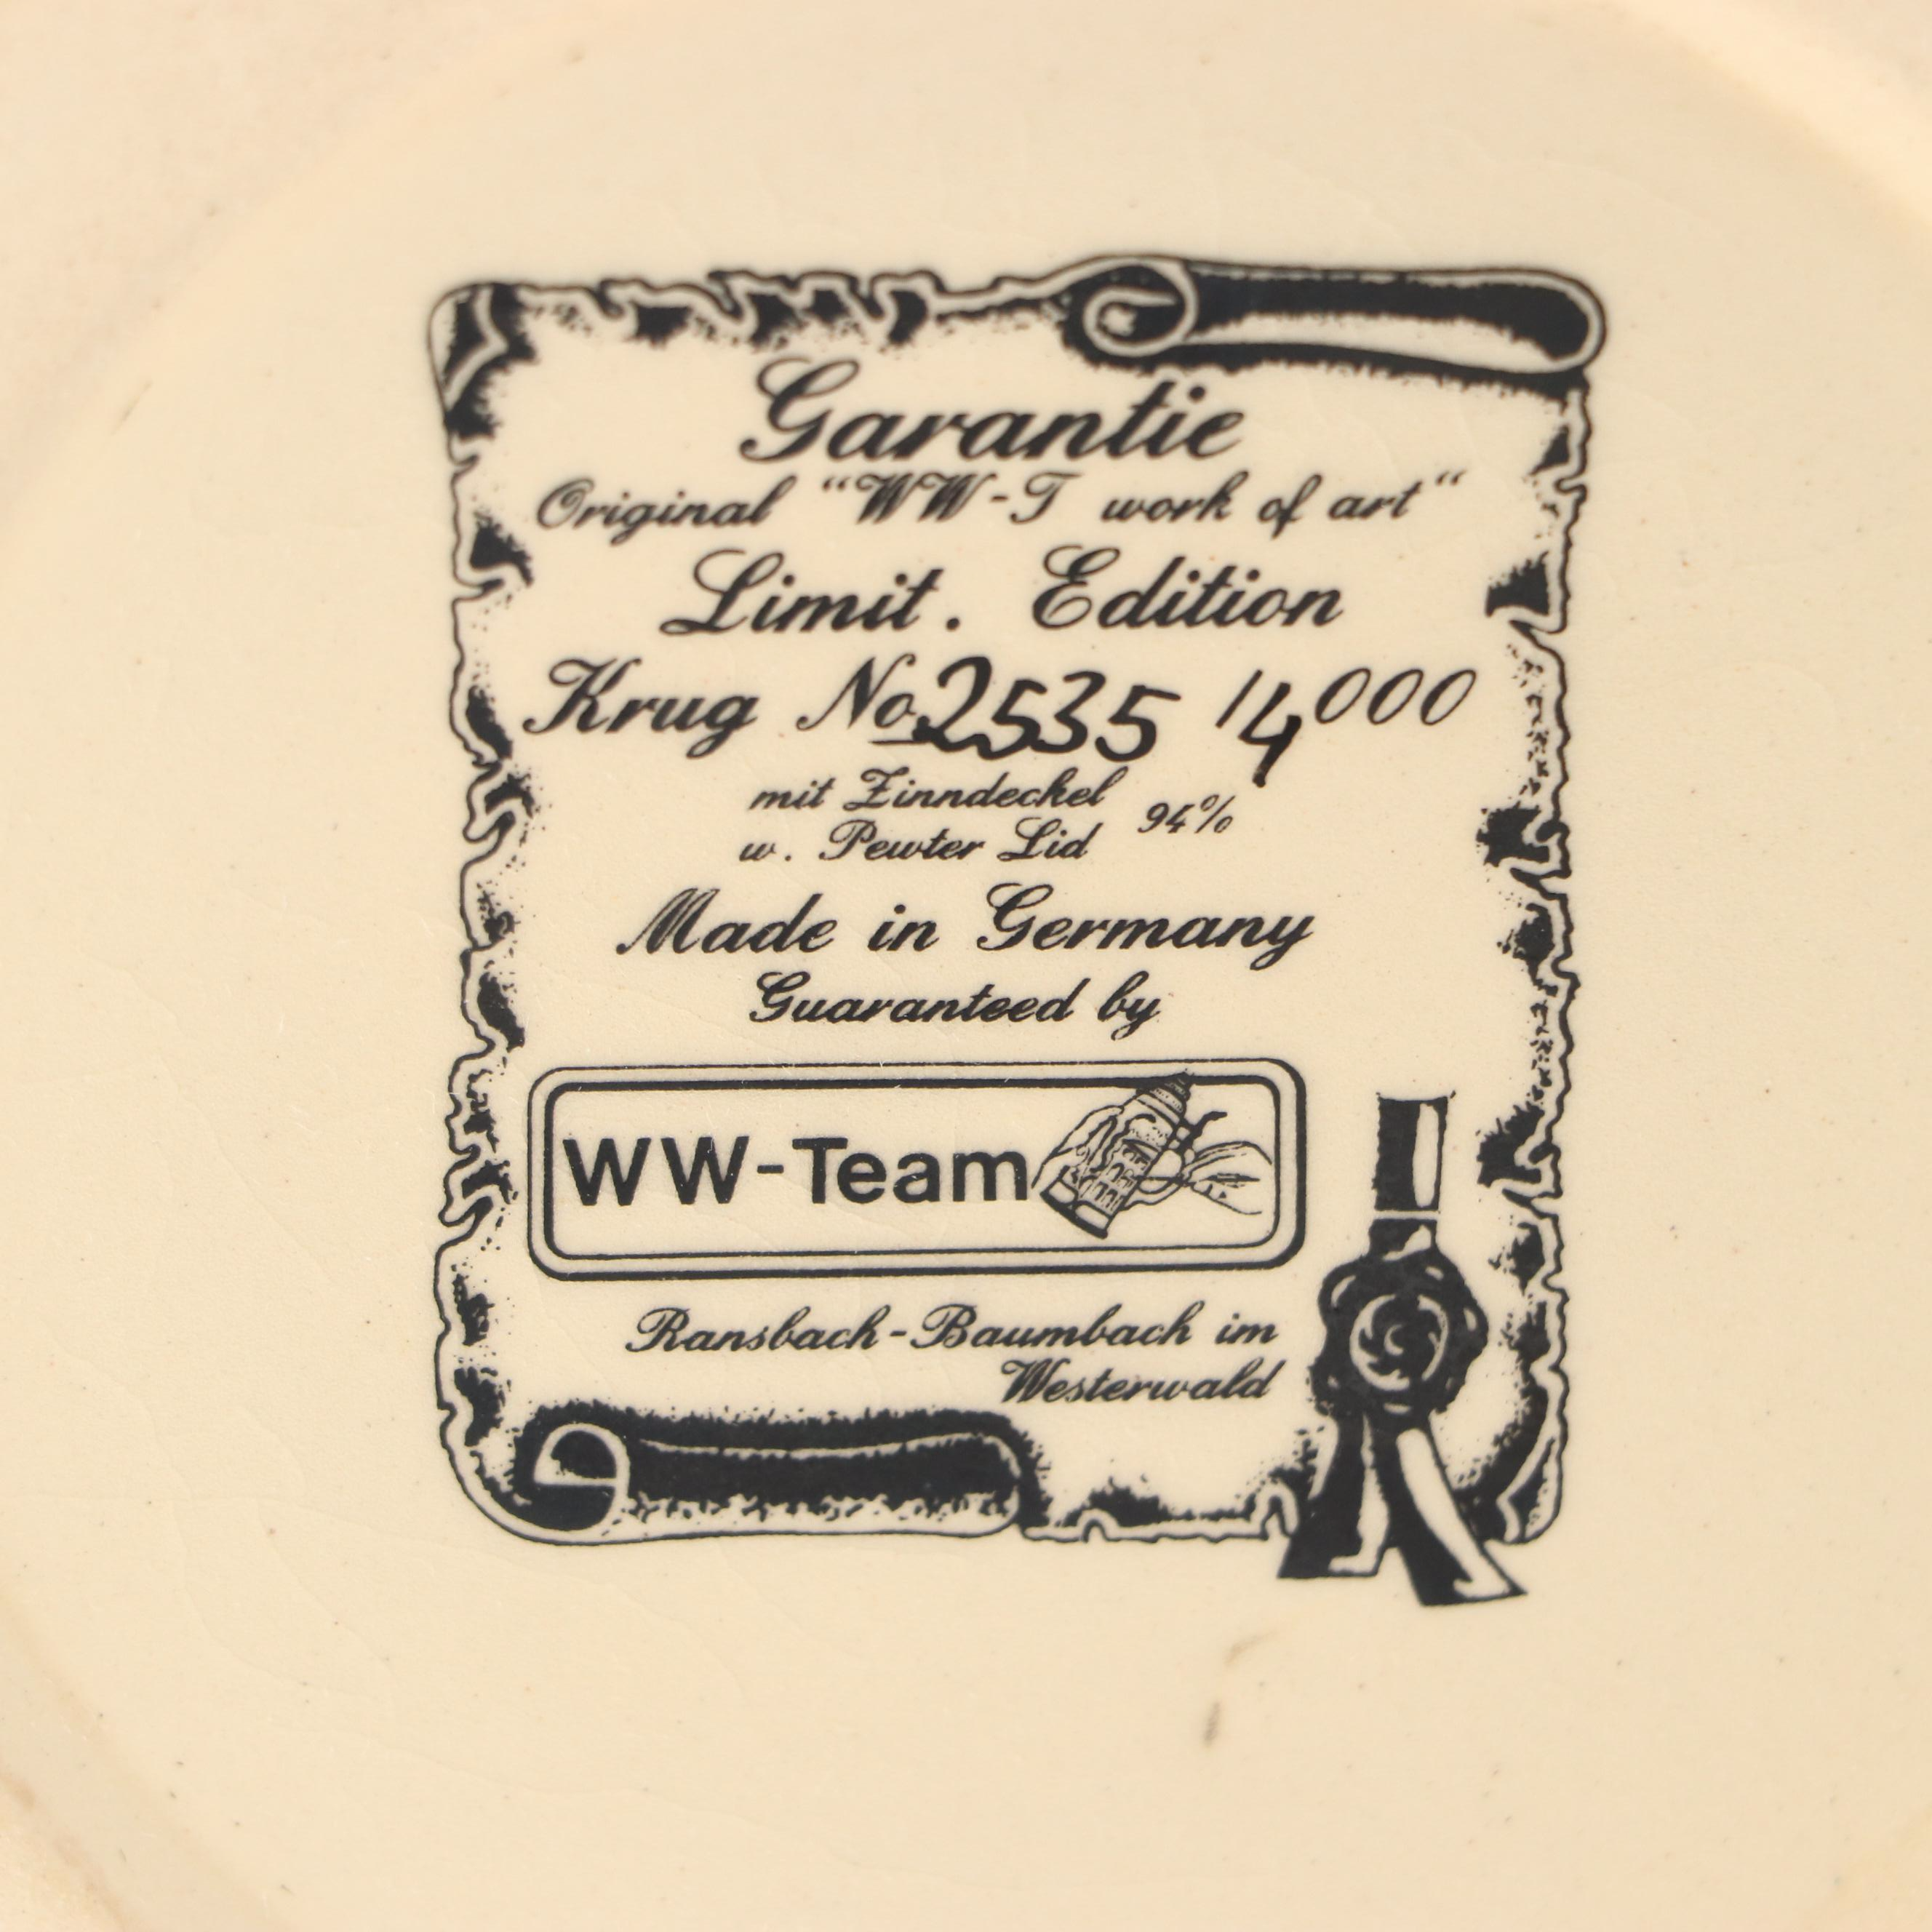 Garantie
Original “WW-T work of art“
Limit. Edition
Krug No. 2535 /4000
mit Zinndeckel 94%
w. Pewter Lid
Made in Germany
Guaranteed by
WW-Team
Ransbach-Baumbach im
Westerwald